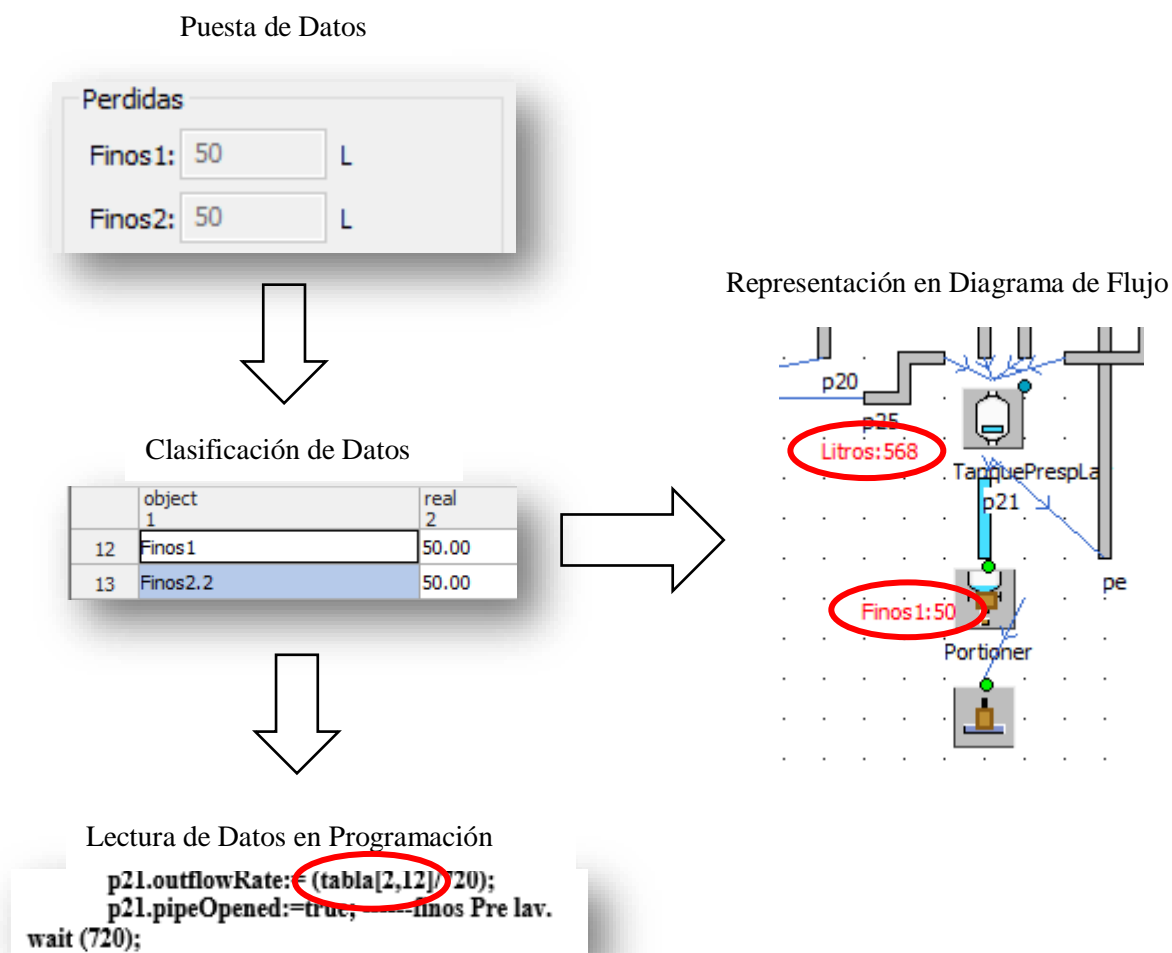 Puesta de Datos
Perdidas
Finos1: 50 L
Finos2: 50 L
Clasificación de Datos
object real
1 2
12 Finos1 50.00
13 Finos2.2 50.00
Representación en Diagrama de Flujo
p20
p25
Litros:568
TanquePrespLa
p21
pe
Finos1:50
Portioner
Lectura de Datos en Programación
p21.outflowRate:= (tabla[2,12]/720);
p21.pipeOpened:=true; ------finos Pre lav.
wait (720);